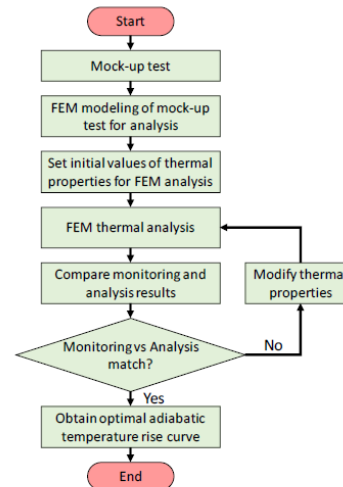 Start
Mock-up test
FEM modeling of mock-up
test for analysis
Set initial values of thermal
properties for FEM analysis
FEM thermal analysis
Compare monitoring and
analysis results
Modify thermal
properties
Monitoring vs Analysis
match?
No
Yes
Obtain optimal adiabatic
temperature rise curve
End